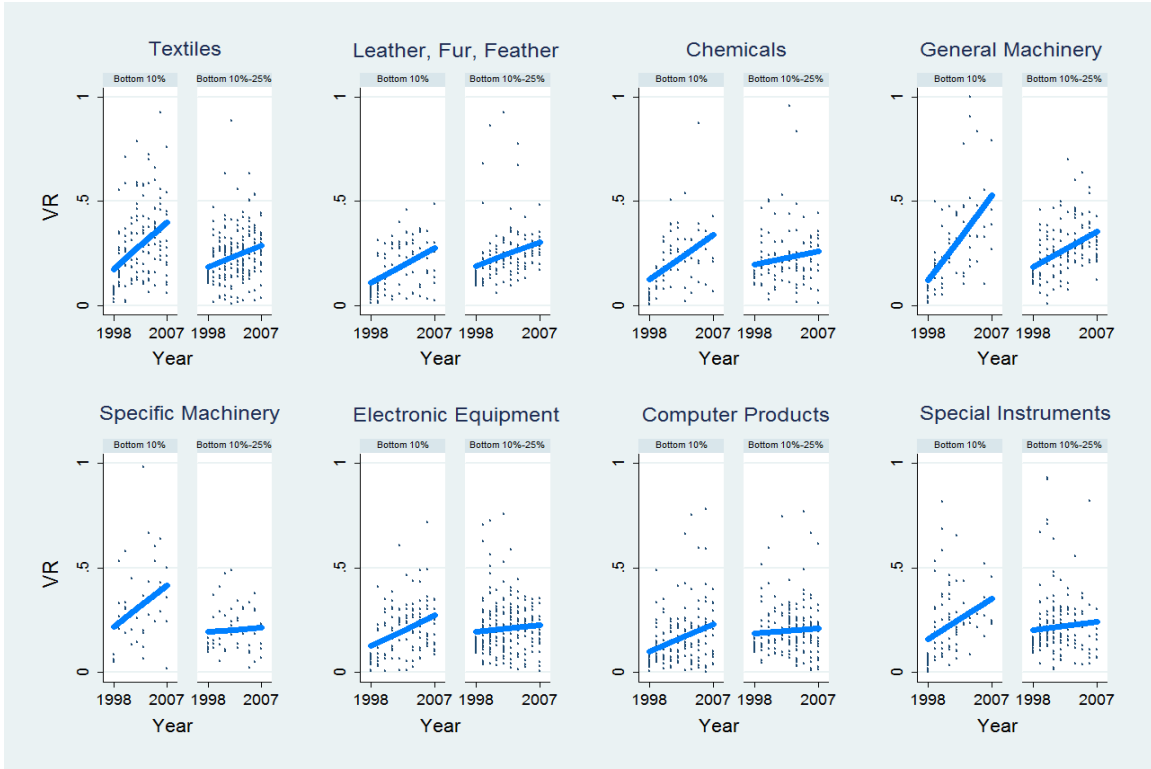 Textiles
Leather, Fur, Feather
Chemicals
General Machinery
Bottom 10% Bottom 10%-25%
Bottom 10% Bottom 10%-25%
Bottom 10% Bottom 10%-25%
Bottom 10% Bottom 10%-25%
VR
1
.5
0
1998 2007 1998 2007
Year
1
.5
0
1998 2007 1998 2007
Year
1
.5
0
1998 2007 1998 2007
Year
1
.5
0
1998 2007 1998 2007
Year
Specific Machinery
Electronic Equipment
Computer Products
Special Instruments
Bottom 10% Bottom 10%-25%
Bottom 10% Bottom 10%-25%
Bottom 10% Bottom 10%-25%
Bottom 10% Bottom 10%-25%
VR
1
.5
0
1998 2007 1998 2007
Year
1
.5
0
1998 2007 1998 2007
Year
1
.5
0
1998 2007 1998 2007
Year
1
.5
0
1998 2007 1998 2007
Year